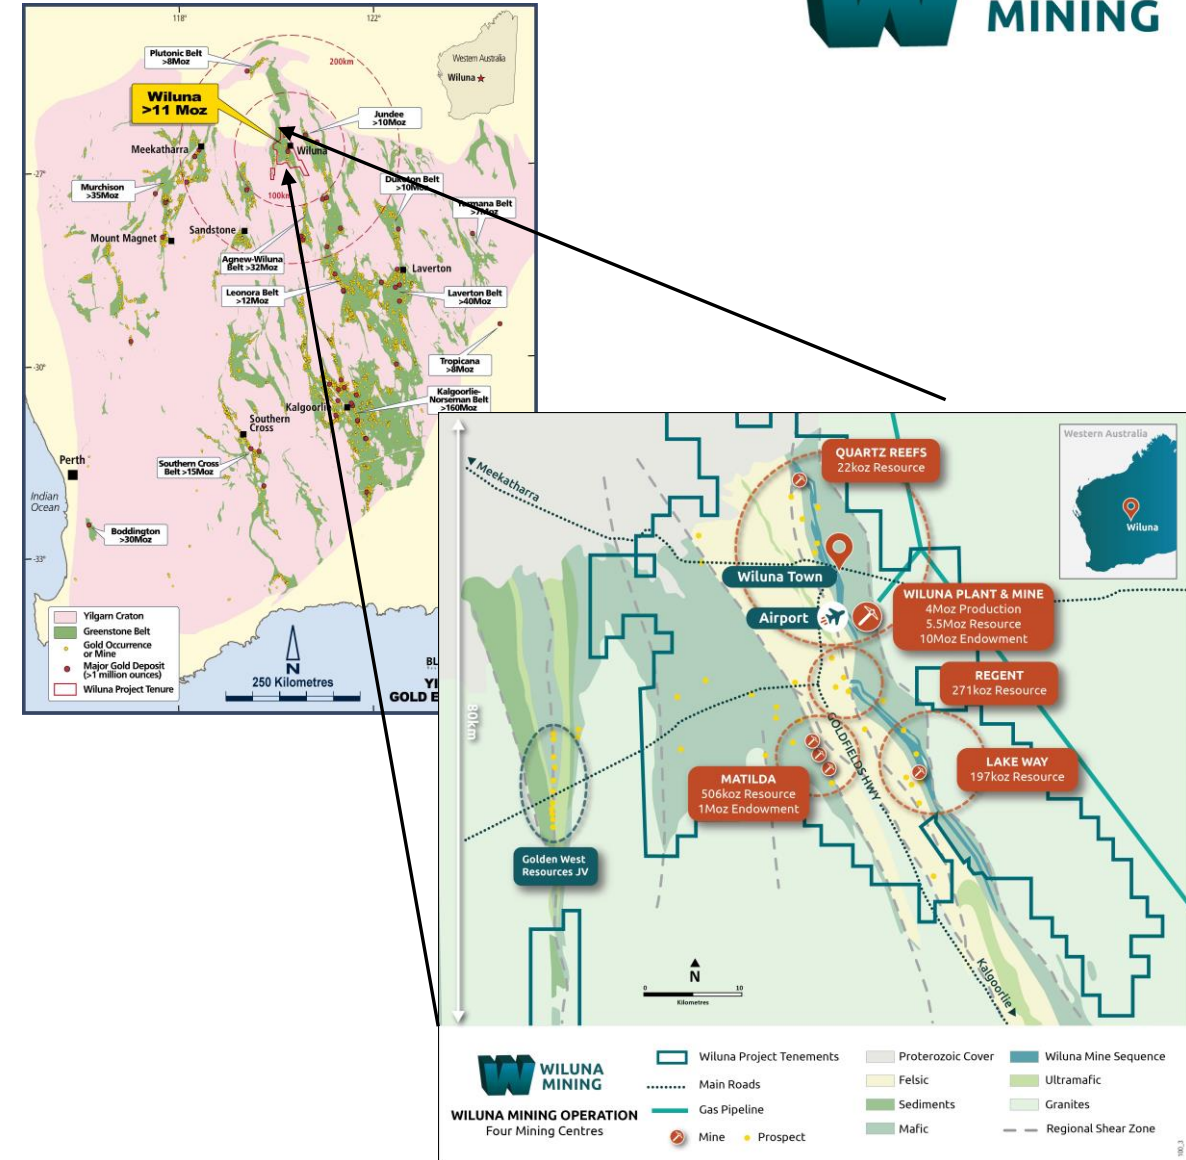 MINING
118°
122°
Plutonic Belt
>8Moz
200km
Western Australia
Wiluna
Wiluna
>11 Moz
Jundee
>10Moz
Meekatharra
Wiluna
-27°
Murchison
>35Moz
100km
Duketon Belt
>10Moz
Yamana Belt
>7Moz
Mount Magnet
Sandstone
Agnew-Wiluna
Belt >32Moz
Laverton
Leonora Belt
>12Moz
Laverton Belt
>40Moz
-30°
Tropicana
>8Moz
Kalgoorlie
Kalgoorlie-
Norseman Belt
>160Moz
Southern
Cross
Perth
Southern Cross
Belt >15Moz
Indian
Ocean
Boddington
>30Moz
-33°
Yilgarn Craton
Greenstone Belt
Gold Occurrence
or Mine
Major Gold Deposit
(>1 million ounces)
Wiluna Project Tenure
N
250 Kilometres
BL
YI
GOLD E
Meekatharra
QUARTZ REEFS
22koz Resource
Western Australia
Wiluna
Wiluna Town
Airport
WILUNA PLANT & MINE
4Moz Production
5.5Moz Resource
10Moz Endowment
REGENT
271koz Resource
80km
GOLDFIELDS HWY
LAKE WAY
197koz Resource
MATILDA
506koz Resource
1Moz Endowment
Golden West
Resources JV
N
0 10
Kilometres
Kalgoorlie
WILUNA
MINING
WILUNA MINING OPERATION
Four Mining Centres
Wiluna Project Tenements
Main Roads
Gas Pipeline
Mine
Prospect
Proterozoic Cover
Felsic
Sediments
Mafic
Wiluna Mine Sequence
Ultramafic
Granites
Regional Shear Zone